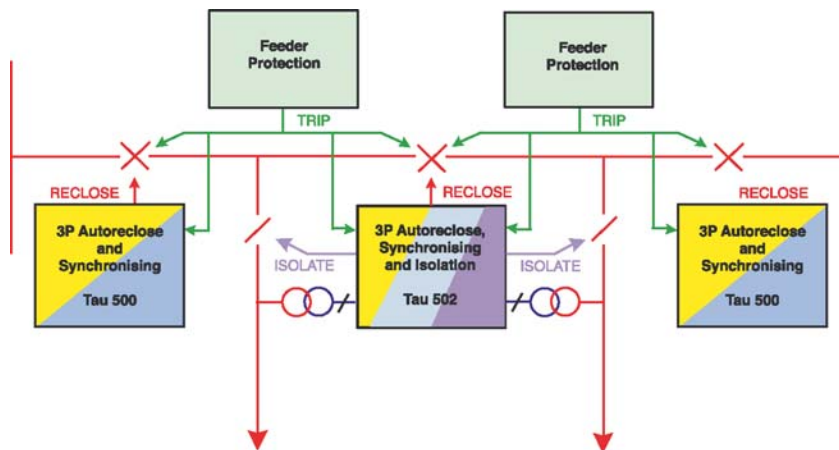 Feeder
Protection
Feeder
Protection
TRIP
TRIP
RECLOSE
RECLOSE
RECLOSE
3P Autoreclose
and
Synchronising
Tau 500
3P Autoreclose,
Synchronising
and Isolation
Tau 502
3P Autoreclose
and
Synchronising
Tau 500
ISOLATE
ISOLATE